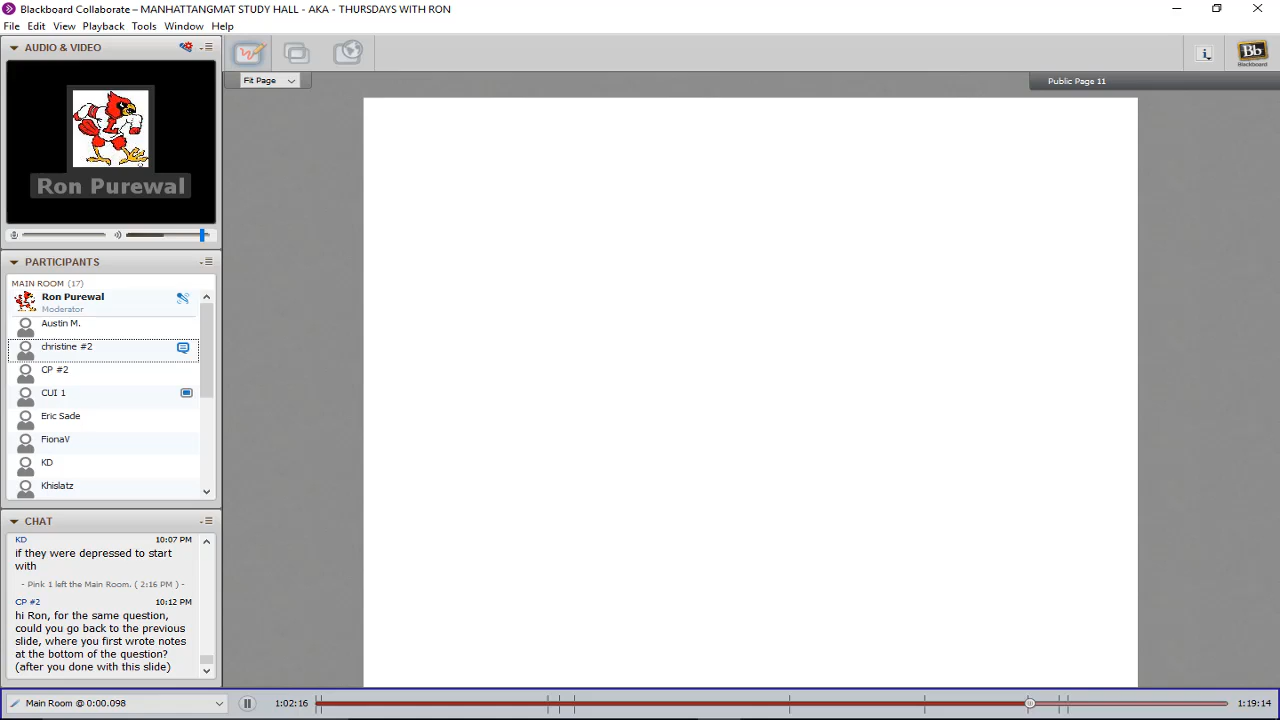 Blackboard Collaborate – MANHATTANGMAT STUDY HALL - AKA - THURSDAYS WITH RON
File Edit View Playback Tools Window Help
AUDIO & VIDEO
Ron Purewal
PARTICIPANTS
MAIN ROOM (17)
Ron Purewal
Moderator
Austin M.
christine #2
CP #2
CUI 1
Eric Sade
FionaV
KD
Khislatz
CHAT
KD 10:07 PM
if they were depressed to start
with
- Pink 1 left the Main Room. ( 2:16 PM ) -
CP #2 10:12 PM
hi Ron, for the same question,
could you go back to the previous
slide, where you first wrote notes
at the bottom of the question?
(after you done with this slide)
Fit Page
Public Page 11
i
Bb
Blackboard
Main Room @ 0:00.098
1:02:16
1:19:14